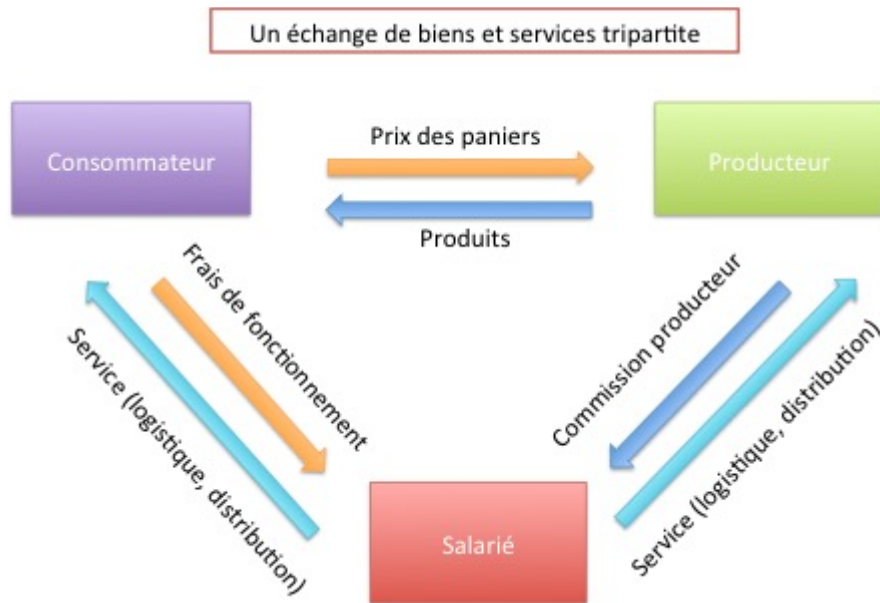 Un échange de biens et services tripartite
Consommateur
Prix des paniers
Producteur
Produits
Frais de fonctionnement
Service (logistique, distribution)
Commission producteur
Service (logistique, distribution)
Salarié